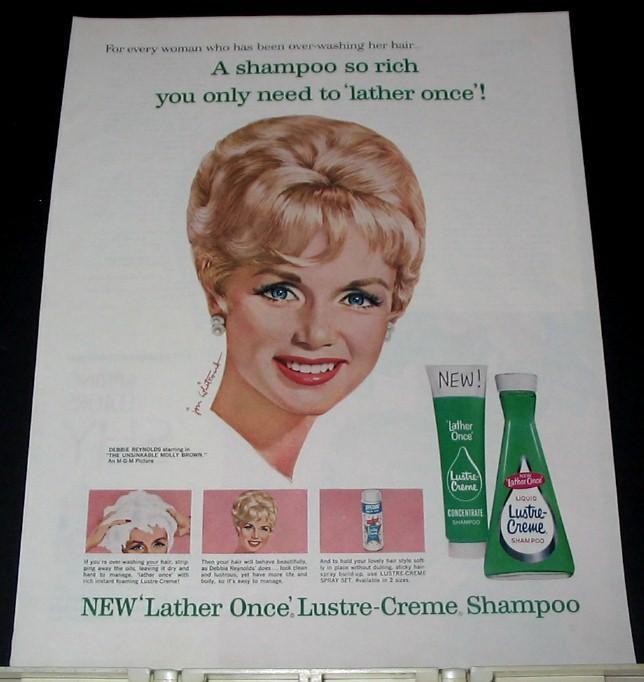 For every woman who has been over-washing her hair...
A shampoo so rich
you only need to 'lather once'!
Jon Whitcomb
DEBBIE REYNOLDS starring in
"THE UNSINKABLE MOLLY BROWN."
An M-G-M Picture
NEW!
'Lather
Once'
Lustre-
Creme
CONCENTRATE
SHAMPOO
NEW
'Lather Once'
LIQUID
Lustre-
Creme
SHAMPOO
If you're over-washing your hair, strip-
ping away the oils, leaving it dry and
hard to manage, 'lather once' with
rich instant foaming Lustre-Creme!
Then your hair will behave beautifully,
as Debbie Reynolds' does... look clean
and lustrous, yet have more life and
body, so it's easy to manage.
And to hold your lovely hair style soft-
ly in place without dulling, sticky hair
spray build-up, use LUSTRE-CREME
SPRAY SET. Available in 2 sizes.
NEW 'Lather Once' Lustre-Creme Shampoo